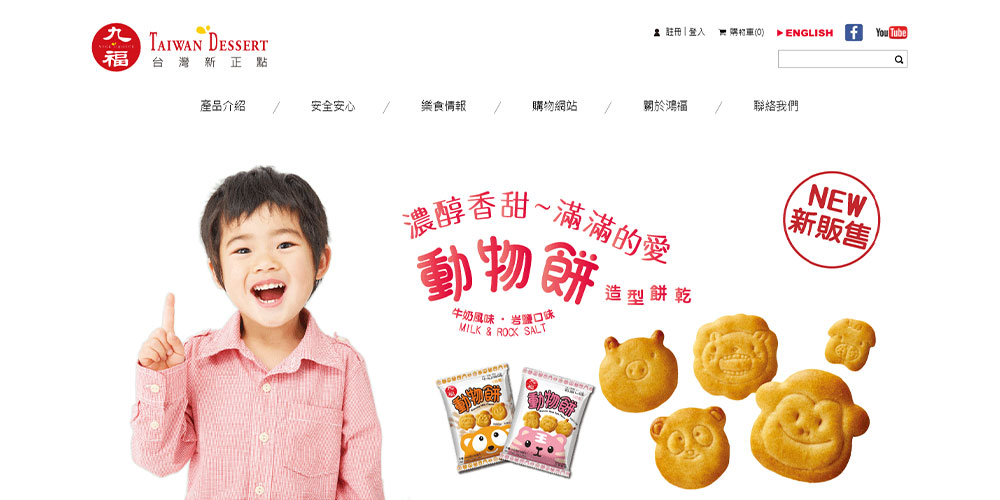 九福
TAIWAN DESSERT
台灣新正點
註冊 | 登入
購物車(0)
ENGLISH
f
YouTube
產品介紹 / 安全安心 / 樂食情報 / 購物網站 / 關於鴻福 / 聯絡我們
濃醇香甜~滿滿的愛
動物餅
造型餅乾
牛奶風味・岩鹽口味
MILK & ROCK SALT
NEW
新販售
動物餅
動物餅